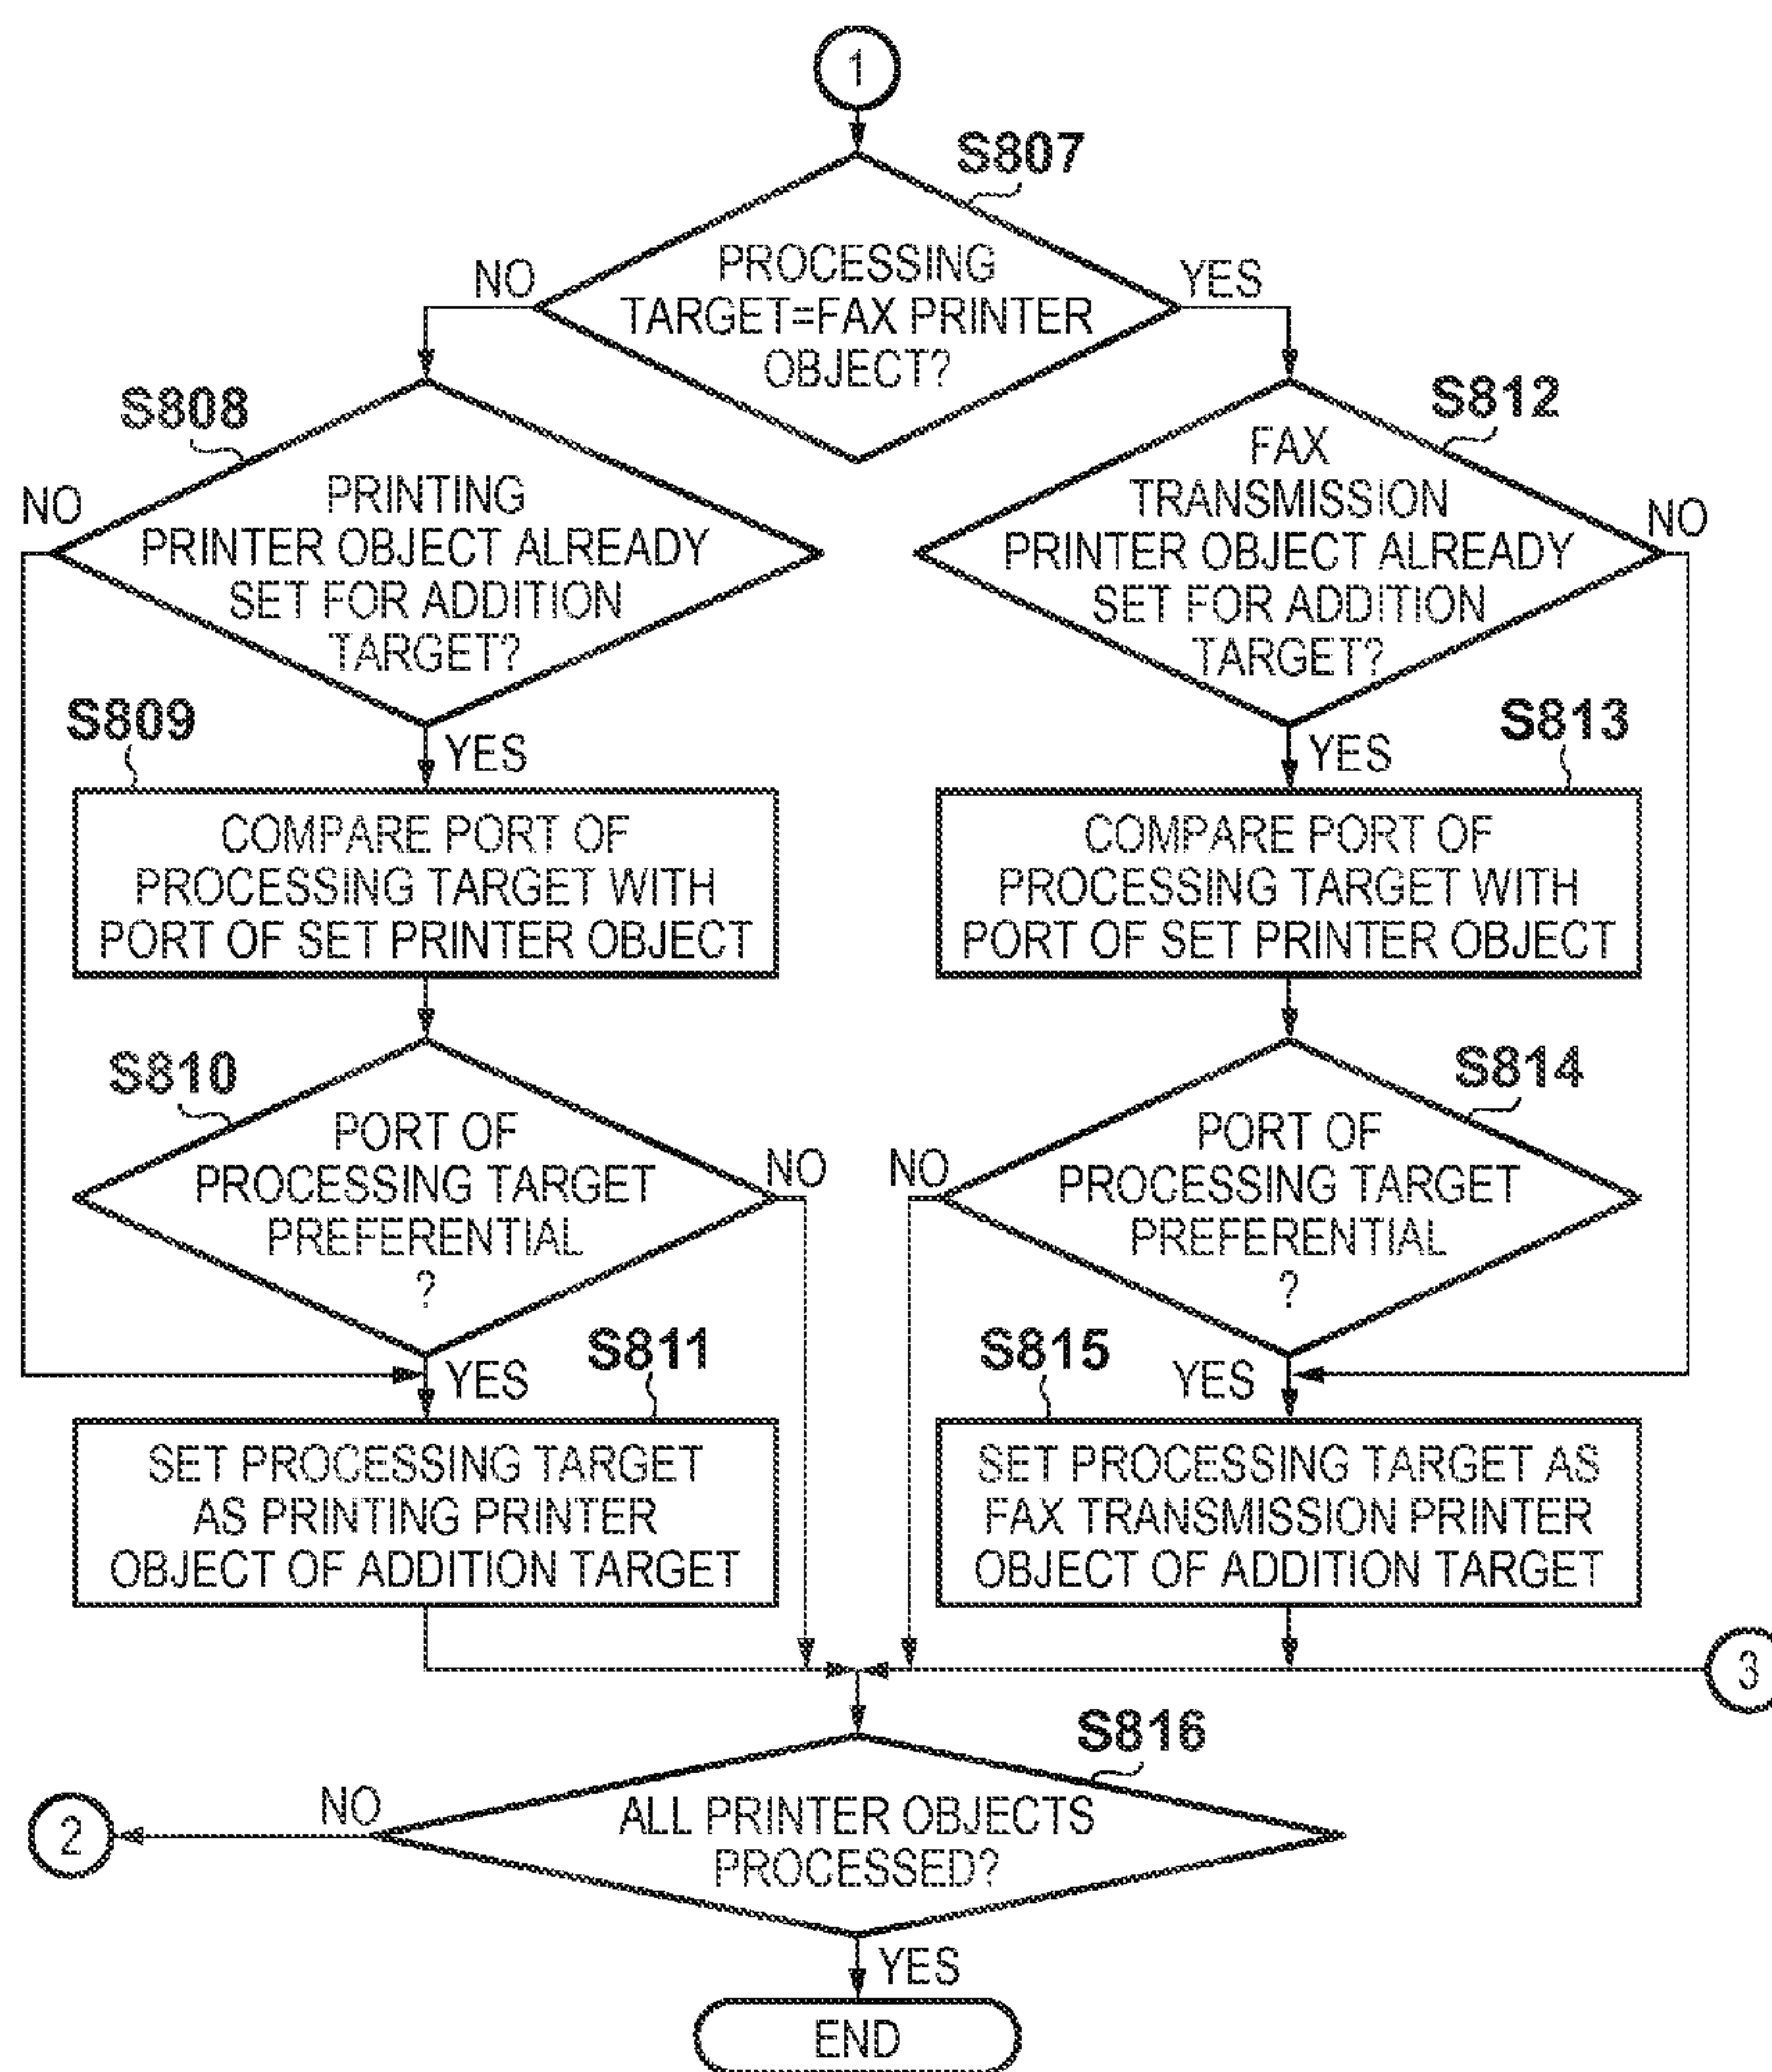 1
S807
PROCESSING
TARGET=FAX PRINTER
OBJECT?
NO
YES
S808
PRINTING
PRINTER OBJECT ALREADY
SET FOR ADDITION
TARGET?
NO
YES
S812
FAX
TRANSMISSION
PRINTER OBJECT ALREADY
SET FOR ADDITION
TARGET?
NO
YES
S809
COMPARE PORT OF
PROCESSING TARGET WITH
PORT OF SET PRINTER OBJECT
S813
COMPARE PORT OF
PROCESSING TARGET WITH
PORT OF SET PRINTER OBJECT
S810
PORT OF
PROCESSING TARGET
PREFERENTIAL
?
NO
YES
S814
PORT OF
PROCESSING TARGET
PREFERENTIAL
?
NO
YES
S811
SET PROCESSING TARGET
AS PRINTING PRINTER
OBJECT OF ADDITION TARGET
S815
SET PROCESSING TARGET AS
FAX TRANSMISSION PRINTER
OBJECT OF ADDITION TARGET
3
S816
ALL PRINTER OBJECTS
PROCESSED?
NO
2
YES
END